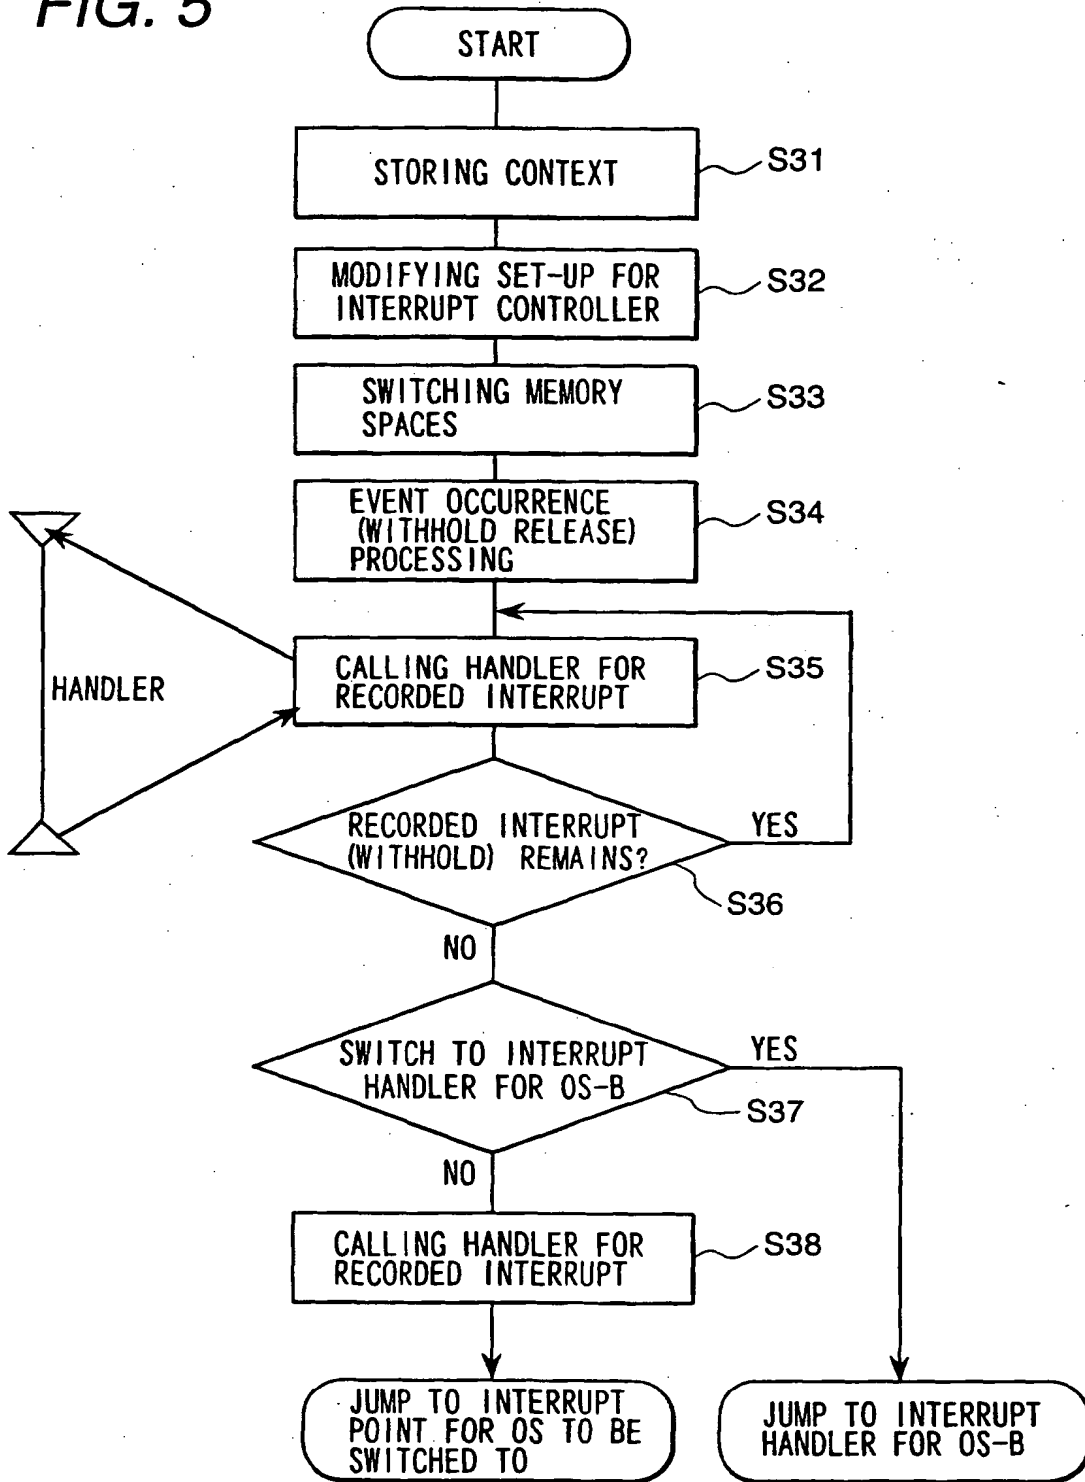 FIG. 5
START
STORING CONTEXT
S31
MODIFYING SET-UP FOR
INTERRUPT CONTROLLER
S32
SWITCHING MEMORY
SPACES
S33
EVENT OCCURRENCE
(WITHHOLD RELEASE)
PROCESSING
S34
HANDLER
CALLING HANDLER FOR
RECORDED INTERRUPT
S35
RECORDED INTERRUPT
(WITHHOLD) REMAINS?
YES
S36
NO
SWITCH TO INTERRUPT
HANDLER FOR OS-B
YES
S37
NO
CALLING HANDLER FOR
RECORDED INTERRUPT
S38
JUMP TO INTERRUPT
POINT FOR OS TO BE
SWITCHED TO
JUMP TO INTERRUPT
HANDLER FOR OS-B